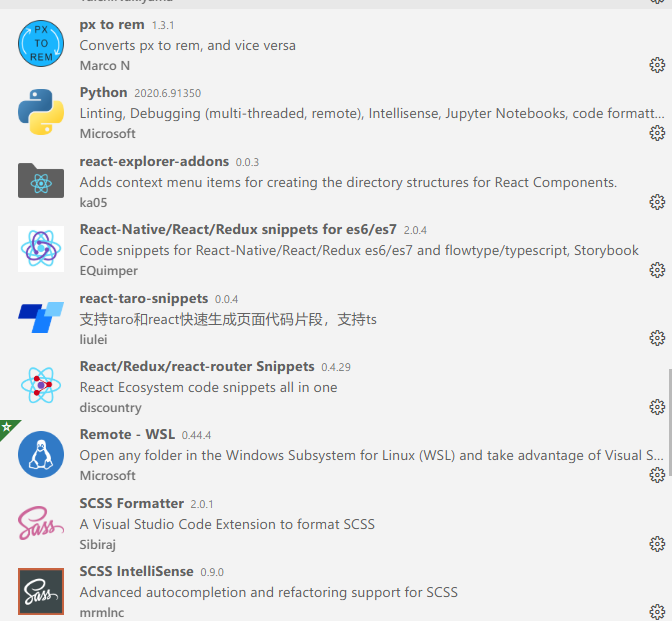 px to rem 1.3.1
PX
TO
REM
Converts px to rem, and vice versa
Marco N
Python 2020.6.91350
Linting, Debugging (multi-threaded, remote), Intellisense, Jupyter Notebooks, code formatt...
Microsoft
react-explorer-addons 0.0.3
Adds context menu items for creating the directory structures for React Components.
ka05
React-Native/React/Redux snippets for es6/es7 2.0.4
Code snippets for React-Native/React/Redux es6/es7 and flowtype/typescript, Storybook
EQuimper
react-taro-snippets 0.0.4
支持taro和react快速生成页面代码片段，支持ts
liulei
React/Redux/react-router Snippets 0.4.29
React Ecosystem code snippets all in one
discountry
Remote - WSL 0.44.4
Open any folder in the Windows Subsystem for Linux (WSL) and take advantage of Visual S...
Microsoft
SCSS Formatter 2.0.1
Sass
A Visual Studio Code Extension to format SCSS
Sibiraj
SCSS IntelliSense 0.9.0
Sass
Advanced autocompletion and refactoring support for SCSS
mrmlnc